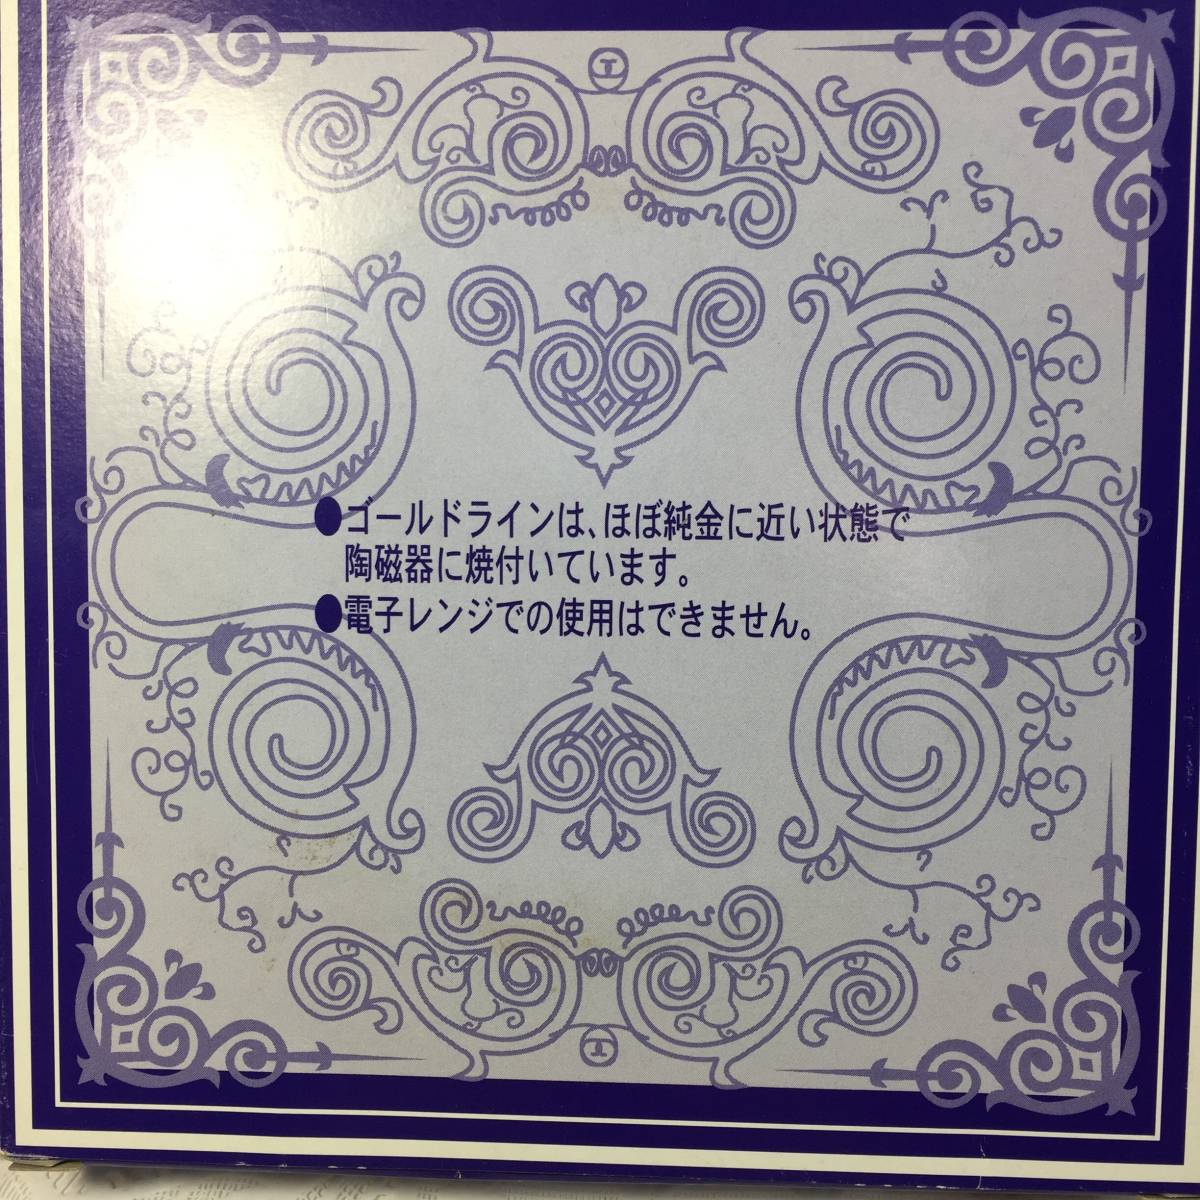 ●ゴールドラインは、ほぼ純金に近い状態で
陶磁器に焼付いています。
●電子レンジでの使用はできません。